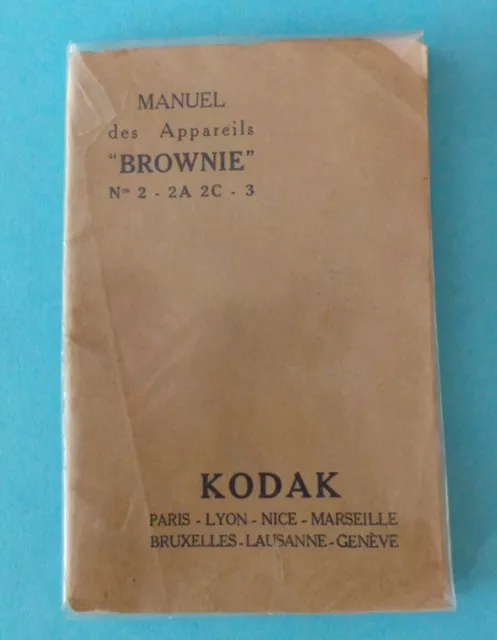 MANUEL
des Appareils
"BROWNIE"
Nos 2 - 2A 2C - 3
KODAK
PARIS - LYON - NICE - MARSEILLE
BRUXELLES - LAUSANNE - GENÈVE